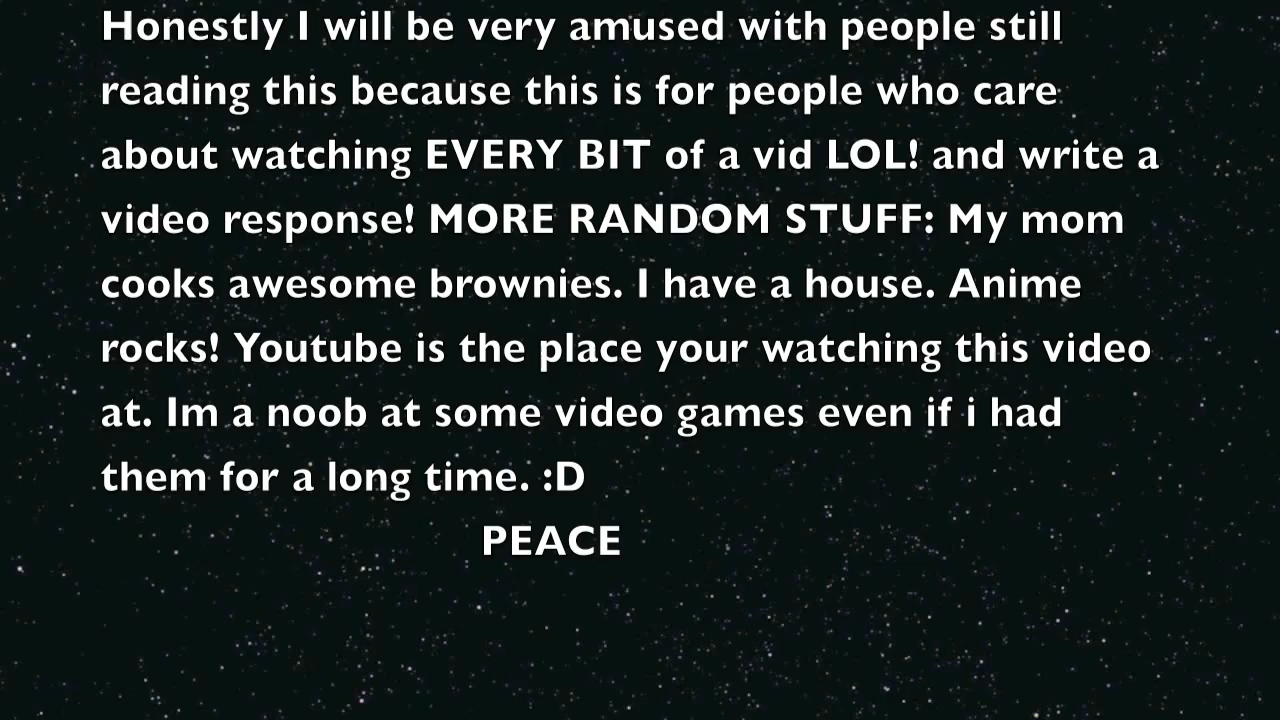 Honestly I will be very amused with people still
reading this because this is for people who care
about watching EVERY BIT of a vid LOL! and write a
video response! MORE RANDOM STUFF: My mom
cooks awesome brownies. I have a house. Anime
rocks! Youtube is the place your watching this video
at. Im a noob at some video games even if i had
them for a long time. :D
PEACE